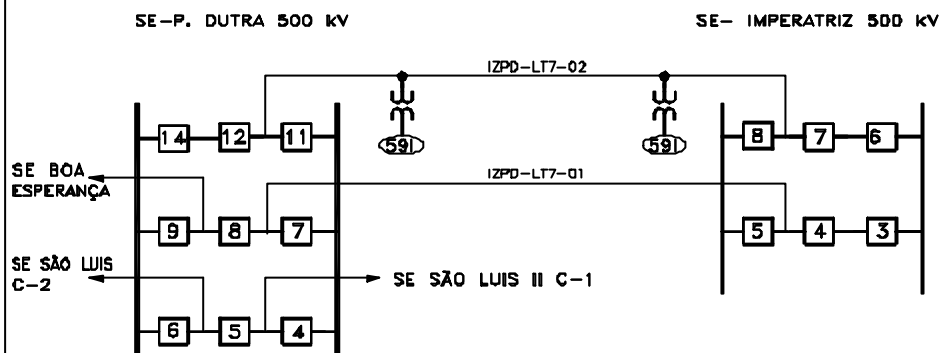 SE-P. DUTRA 500 KV
SE- IMPERATRIZ 500 KV
IZPD-LT7-02
14 12 11
591
591
8 7 6
SE BOA
ESPERANÇA
IZPD-LT7-01
9 8 7
5 4 3
SE SÃO LUIS
C-2
SE SÃO LUIS II C-1
6 5 4